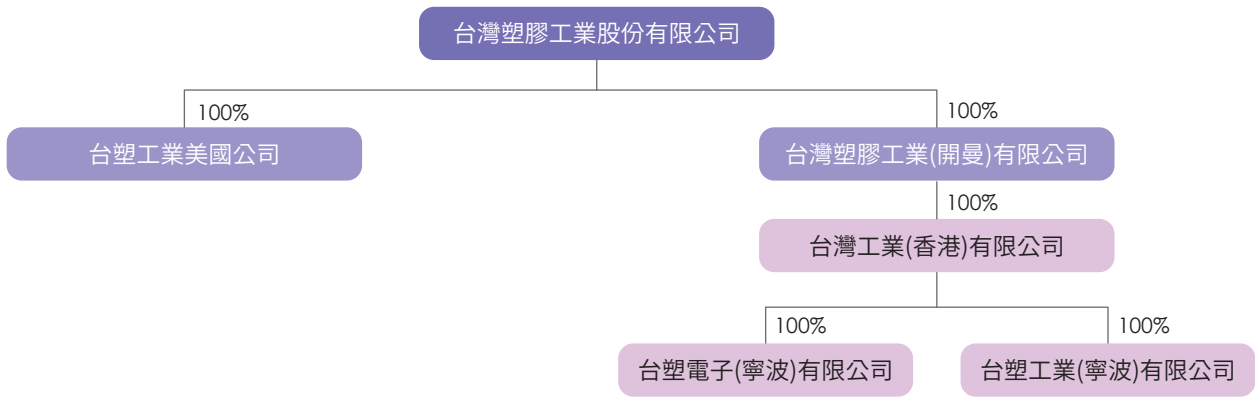 台灣塑膠工業股份有限公司
100%
100%
台塑工業美國公司
台灣塑膠工業(開曼)有限公司
100%
台灣工業(香港)有限公司
100%
100%
台塑電子(寧波)有限公司
台塑工業(寧波)有限公司